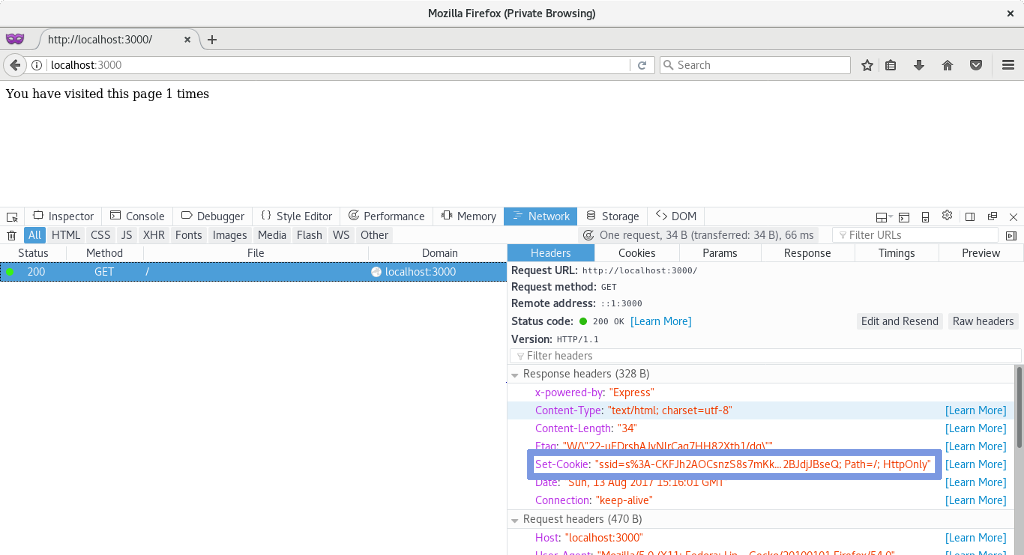 Mozilla Firefox (Private Browsing)
http://localhost:3000/
localhost:3000
Search
You have visited this page 1 times
Inspector Console Debugger {} Style Editor Performance Memory Network Storage <> DOM
All HTML CSS JS XHR Fonts Images Media Flash WS Other One request, 34 B (transferred: 34 B), 66 ms Filter URLs
Status Method File Domain Headers Cookies Params Response Timings Preview
200 GET / localhost:3000
Request URL: http://localhost:3000/
Request method: GET
Remote address: ::1:3000
Status code: 200 OK [Learn More] Edit and Resend Raw headers
Version: HTTP/1.1
Filter headers
Response headers (328 B)
x-powered-by: "Express"
Content-Type: "text/html; charset=utf-8" [Learn More]
Content-Length: "34" [Learn More]
Etag: [Learn More]
Set-Cookie: "ssid=s%3A-CKFJh2AOCsnzS8s7mKk...2BJdjJBseQ; Path=/; HttpOnly" [Learn More]
Date: "Sun, 13 Aug 2017 15:16:01 GMT" [Learn More]
Connection: "keep-alive" [Learn More]
Request headers (470 B)
Host: "localhost:3000" [Learn More]
User-Agent: "Mozilla/5.0 (X11; Fedora; Lin... Gecko/20100101 Firefox/54.0" [Learn More]